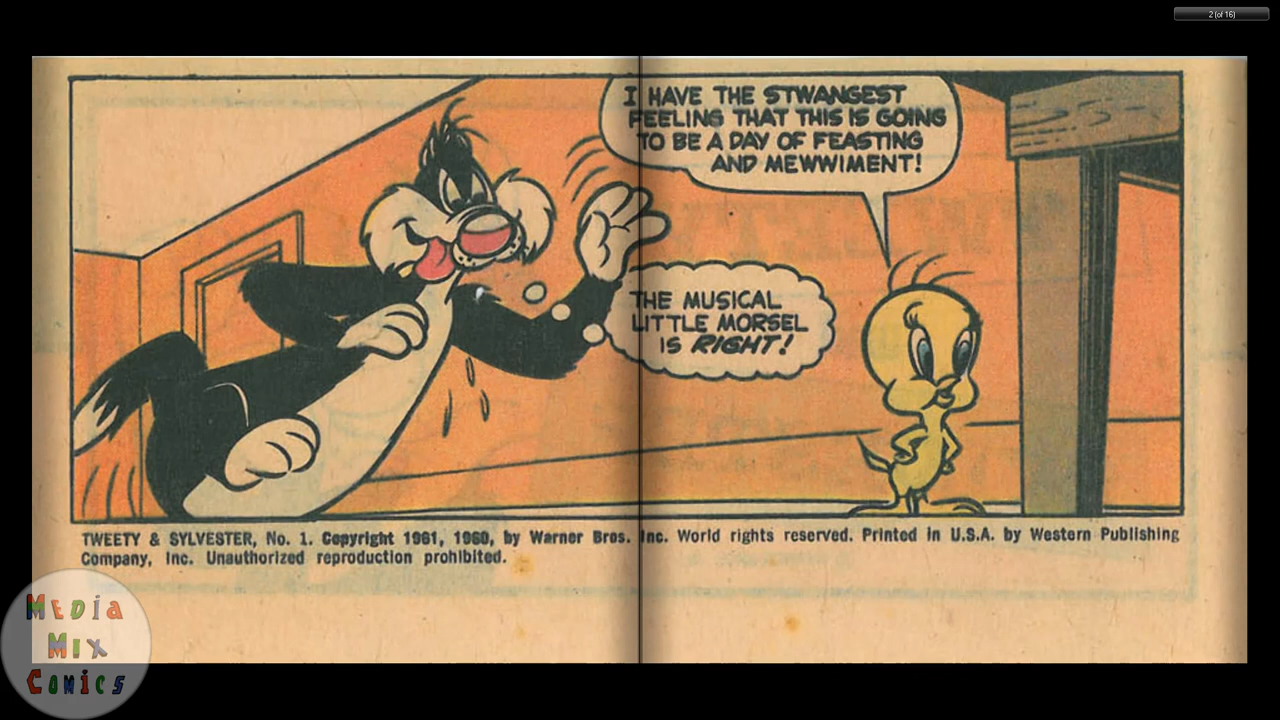 2 (of 16)
I HAVE THE STWANGEST
FEELING THAT THIS IS GOING
TO BE A DAY OF FEASTING
AND MEWWIMENT!
THE MUSICAL
LITTLE MORSEL
IS RIGHT!
TWEETY & SYLVESTER, No. 1. Copyright 1961, 1960, by Warner Bros. Inc. World rights reserved. Printed in U.S.A. by Western Publishing
Company, Inc. Unauthorized reproduction prohibited.
MEDIA
MIX
COMICS